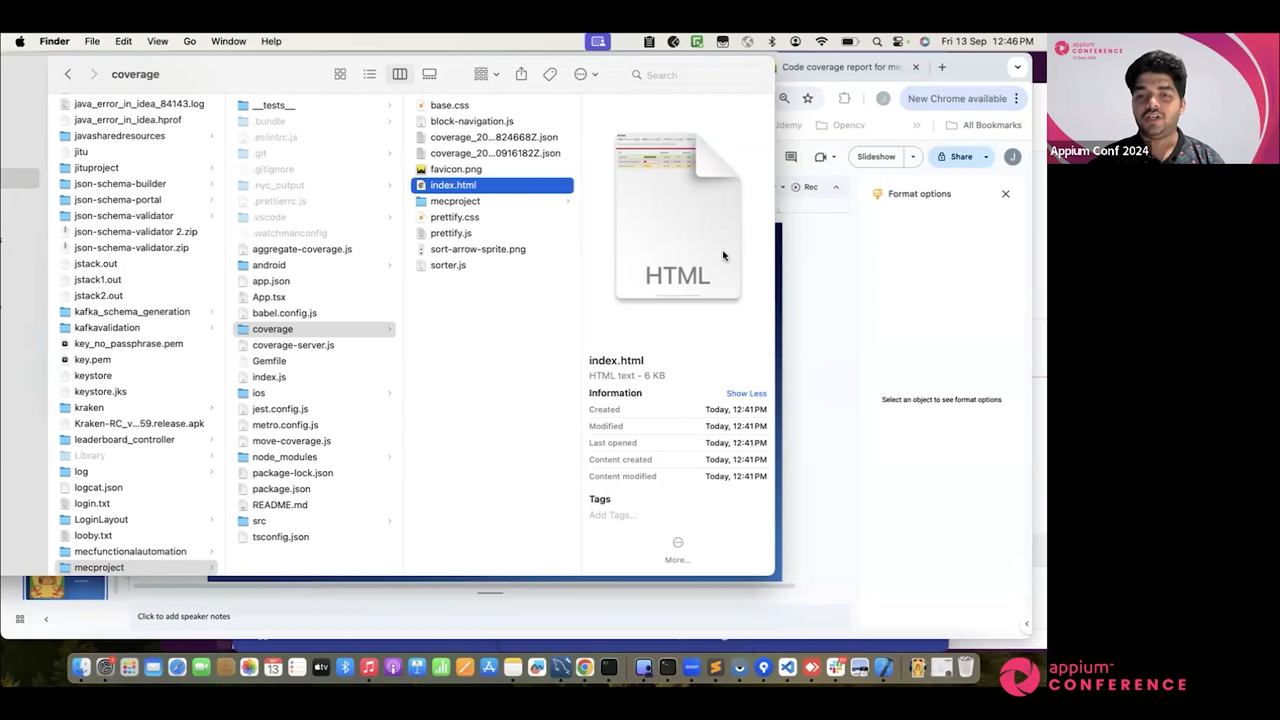 Finder File Edit View Go Window Help
Fri 13 Sep 12:46 PM
coverage
Search
java_error_in_idea_84143.log
java_error_in_idea.hprof
javasharedresources
jitu
jituproject
json-schema-builder
json-schema-portal
json-schema-validator
json-schema-validator 2.zip
json-schema-validator.zip
jstack.out
jstack1.out
jstack2.out
kafka_schema_generation
kafkavalidation
key_no_passphrase.pem
key.pem
keystore
keystore.jks
kraken
Kraken-RC_v...59.release.apk
leaderboard_controller
Library
log
logcat.json
login.txt
LoginLayout
looby.txt
mecfunctionalautomation
mecproject
__tests__
.bundle
.eslintrc.js
.git
.gitignore
.nyc_output
.prettierrc.js
.vscode
.watchmanconfig
aggregate-coverage.js
android
app.json
App.tsx
babel.config.js
coverage
coverage-server.js
Gemfile
index.js
ios
jest.config.js
metro.config.js
move-coverage.js
node_modules
package-lock.json
package.json
README.md
src
tsconfig.json
base.css
block-navigation.js
coverage_20...824668Z.json
coverage_20...0916182Z.json
favicon.png
index.html
mecproject
prettify.css
prettify.js
sort-arrow-sprite.png
sorter.js
HTML
index.html
HTML text - 6 KB
Information Show Less
Created Today, 12:41 PM
Modified Today, 12:41 PM
Last opened Today, 12:41 PM
Content created Today, 12:41 PM
Content modified Today, 12:41 PM
Tags
Add Tags...
More...
Code coverage report for me
J New Chrome available
Udemy Opencv » All Bookmarks
Slideshow Share J
Rec
Format options
Select an object to see format options
Click to add speaker notes
zoom
appium
CONFERENCE
13 Sept 2024
Appium Conf 2024
appium™
CONFERENCE